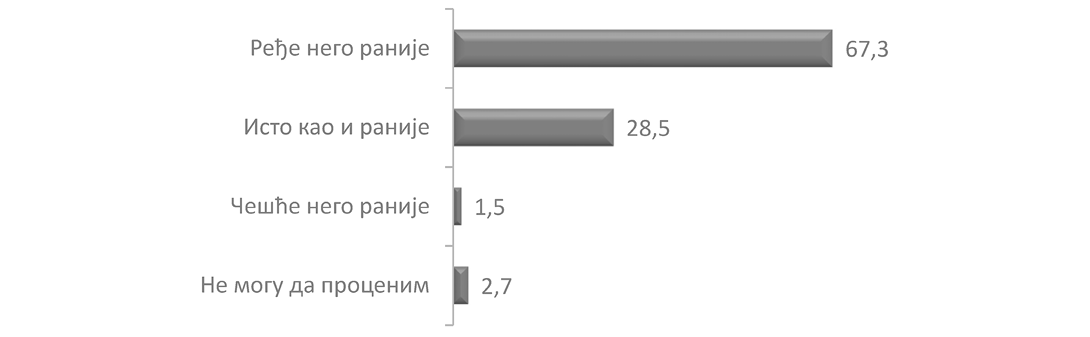 Ређе него раније 67,3
Исто као и раније 28,5
Чешће него раније 1,5
Не могу да проценим 2,7